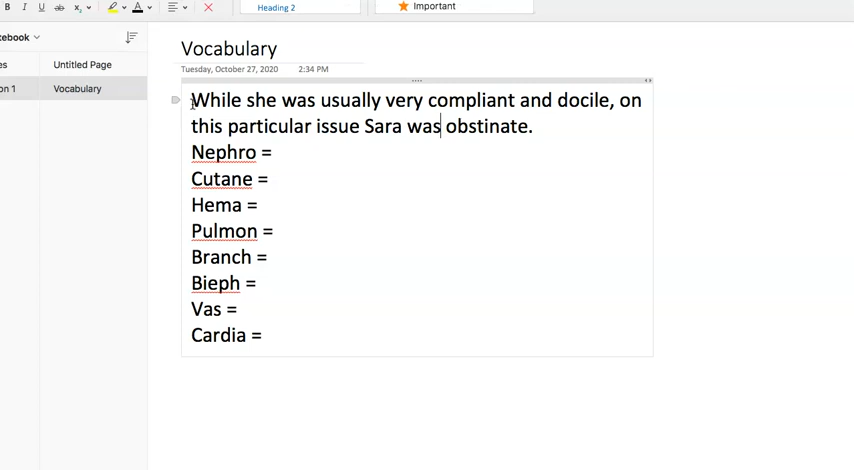 B I U ab x, A
Heading 2
Important
tebook
Untitled Page
Vocabulary
on 1
Vocabulary
Tuesday, October 27, 2020 2:34 PM
While she was usually very compliant and docile, on
this particular issue Sara was obstinate.
Nephro =
Cutane =
Hema =
Pulmon =
Branch =
Bieph =
Vas =
Cardia =